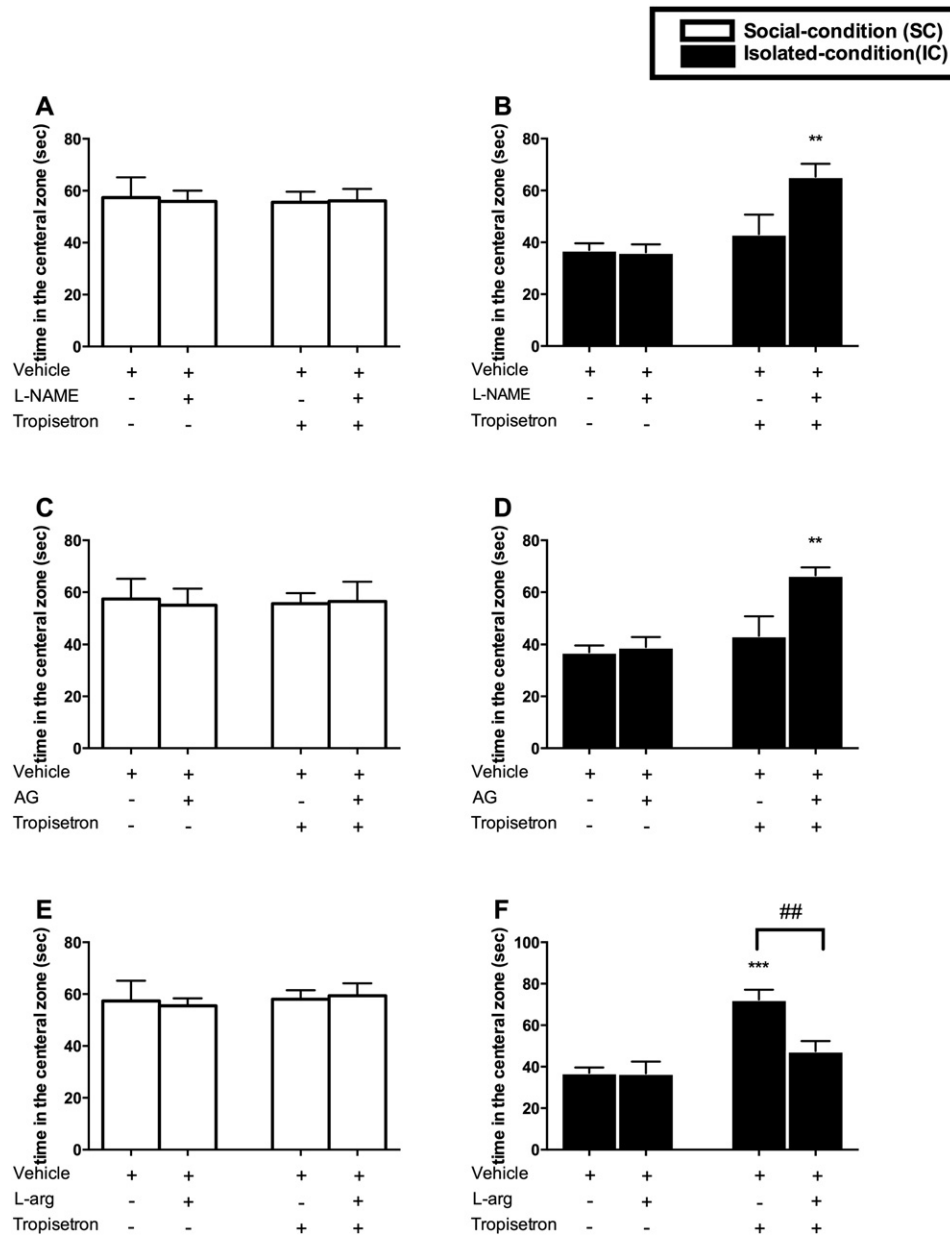 Social-condition (SC)
Isolated-condition(IC)
A
time in the centeral zone (sec)
80
60
40
20
0
Vehicle + + + +
L-NAME - + - +
Tropisetron - - + +
B
time in the centeral zone (sec)
80
60
40
20
0
**
Vehicle + + + +
L-NAME - + - +
Tropisetron - - + +
C
time in the centeral zone (sec)
80
60
40
20
0
Vehicle + + + +
AG - + - +
Tropisetron - - + +
D
time in the centeral zone (sec)
80
60
40
20
0
**
Vehicle + + + +
AG - + - +
Tropisetron - - + +
E
time in the centeral zone (sec)
80
60
40
20
0
Vehicle + + + +
L-arg - + - +
Tropisetron - - + +
F
time in the centeral zone (sec)
100
80
60
40
20
0
##
***
Vehicle + + + +
L-arg - + - +
Tropisetron - - + +